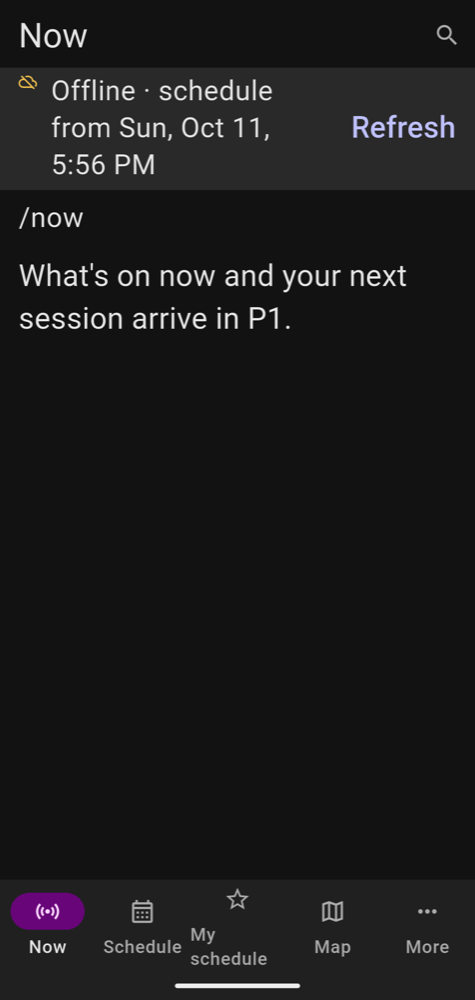 Now
Offline · schedule
from Sun, Oct 11,
5:56 PM
Refresh
/now
What's on now and your next
session arrive in P1.
Now
Schedule
My
schedule
Map
More